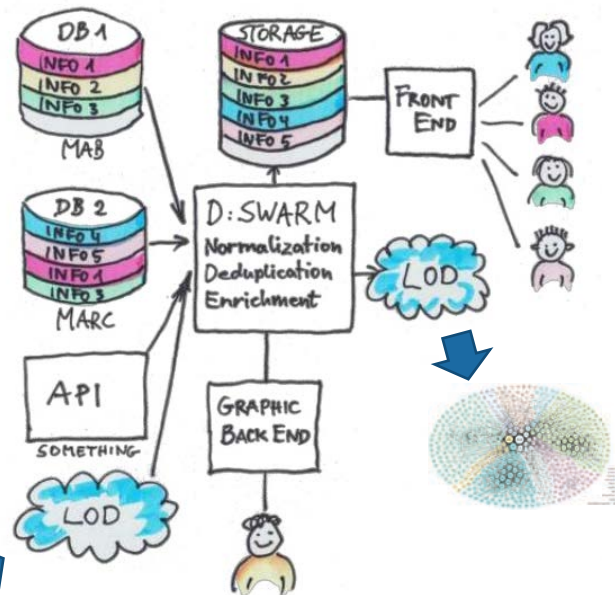 DB 1
INFO 1
INFO 2
INFO 3
MAB
DB 2
INFO 4
INFO 5
INFO 1
INFO 3
MARC
API
SOMETHING
LOD
STORAGE
INFO 1
INFO 2
INFO 3
INFO 4
INFO 5
D:SWARM
Normalization
Deduplication
Enrichment
GRAPHIC
BACK END
FRONT
END
LOD